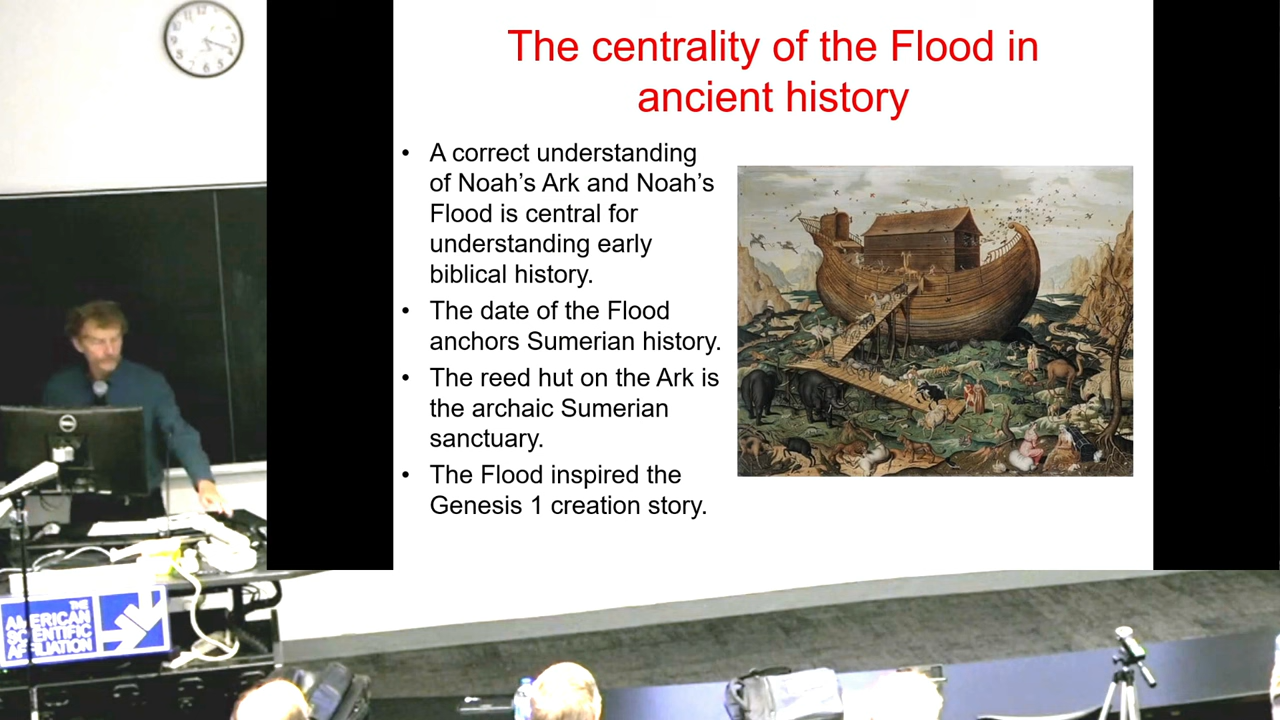 The centrality of the Flood in
ancient history
• A correct understanding
of Noah’s Ark and Noah’s
Flood is central for
understanding early
biblical history.
• The date of the Flood
anchors Sumerian history.
• The reed hut on the Ark is
the archaic Sumerian
sanctuary.
• The Flood inspired the
Genesis 1 creation story.
DELL
THE
AMERICAN
SCIENTIFIC
AFFILIATION